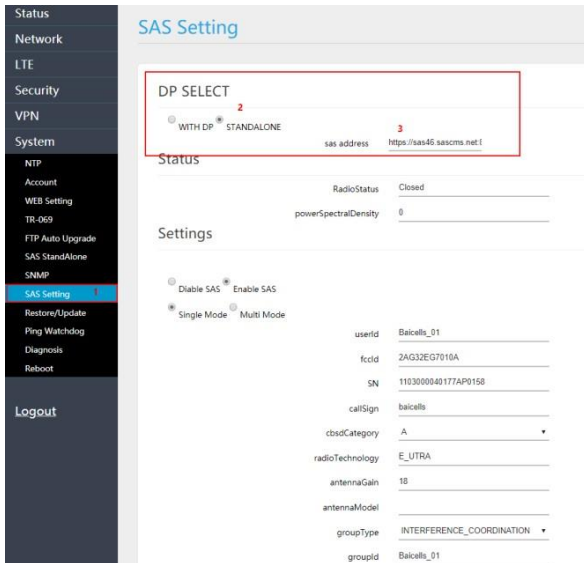 Status
Network
LTE
Security
VPN
System
NTP
Account
WEB Setting
TR-069
FTP Auto Upgrade
SAS StandAlone
SNMP
SAS Setting 1
Restore/Update
Ping Watchdog
Diagnosis
Reboot
Logout
SAS Setting
DP SELECT
2
WITH DP STANDALONE
3
sas address https://sas46.sascms.net:
Status
RadioStatus Closed
powerSpectralDensity 0
Settings
Diable SAS Enable SAS
Single Mode Multi Mode
userId Baicells_01
fccId 2AG32EG7010A
SN 1103000040177AP0158
callSign baicells
cbsdCategory A
radioTechnology E_UTRA
antennaGain 18
antennaModel
groupType INTERFERENCE_COORDINATION
groupId Baicells_01